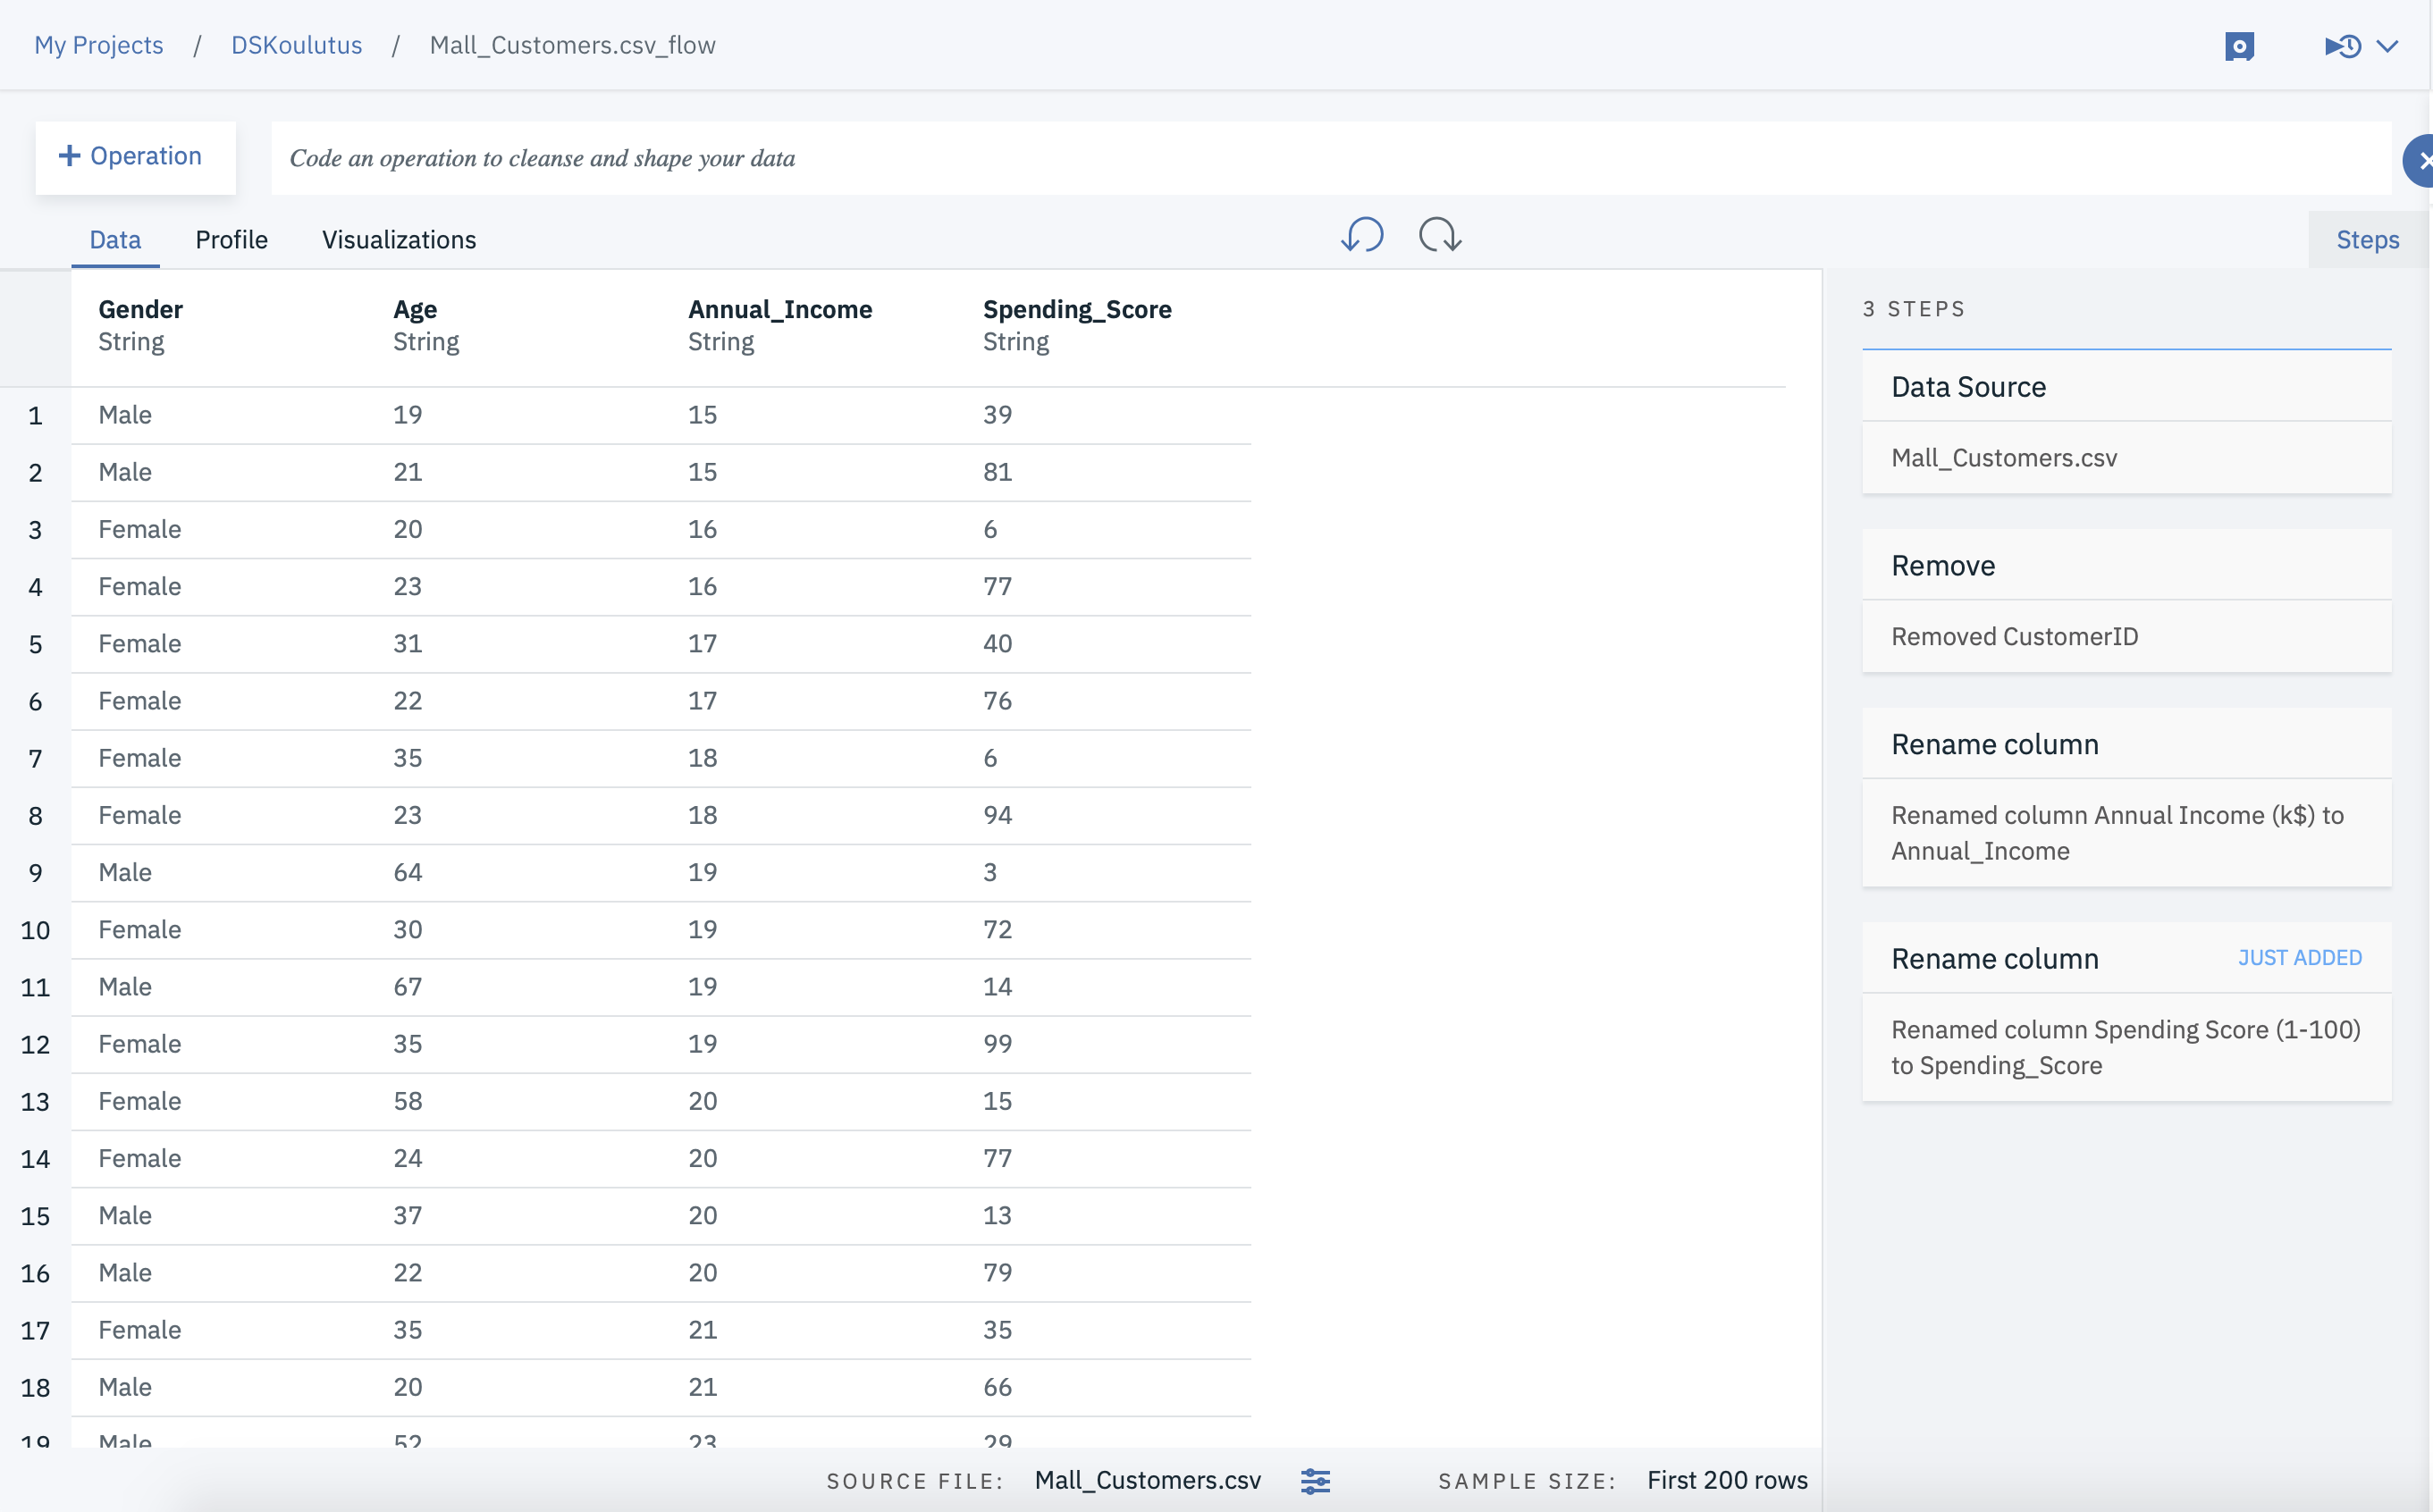 My Projects / DSKoulutus / Mall_Customers.csv_flow
+ Operation
Code an operation to cleanse and shape your data
Data Profile Visualizations
Steps
Gender Age Annual_Income Spending_Score
String String String String
1 Male 19 15 39
2 Male 21 15 81
3 Female 20 16 6
4 Female 23 16 77
5 Female 31 17 40
6 Female 22 17 76
7 Female 35 18 6
8 Female 23 18 94
9 Male 64 19 3
10 Female 30 19 72
11 Male 67 19 14
12 Female 35 19 99
13 Female 58 20 15
14 Female 24 20 77
15 Male 37 20 13
16 Male 22 20 79
17 Female 35 21 35
18 Male 20 21 66
19 Male 52 23 29
SOURCE FILE: Mall_Customers.csv SAMPLE SIZE: First 200 rows
3 STEPS
Data Source
Mall_Customers.csv
Remove
Removed CustomerID
Rename column
Renamed column Annual Income (k$) to
Annual_Income
Rename column JUST ADDED
Renamed column Spending Score (1-100)
to Spending_Score